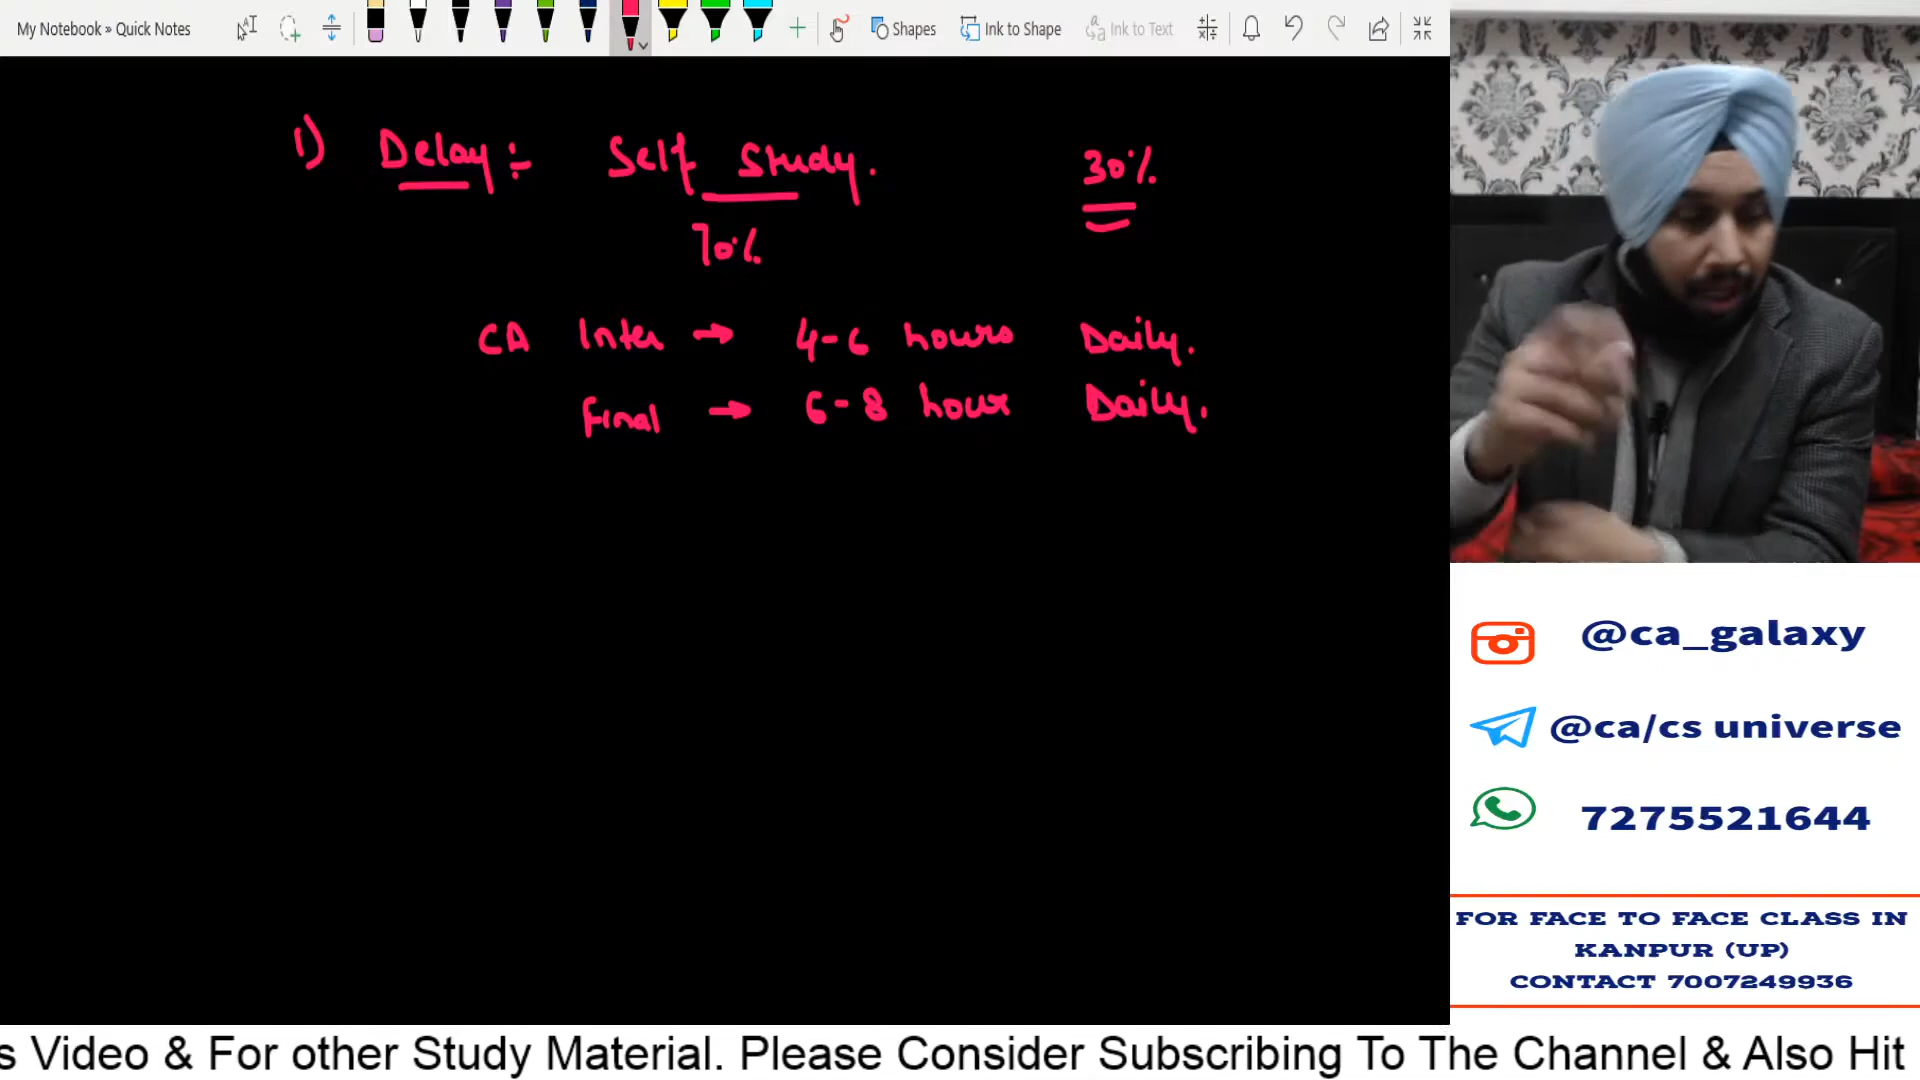 My Notebook » Quick Notes
Shapes
Ink to Shape
Ink to Text
1) Delay :- Self Study. 30%
70%
CA Inter → 4-6 hours Daily.
Final → 6-8 hour Daily.
@ca_galaxy
@ca/cs universe
7275521644
FOR FACE TO FACE CLASS IN
KANPUR (UP)
CONTACT 7007249936
s Video & For other Study Material. Please Consider Subscribing To The Channel & Also Hit